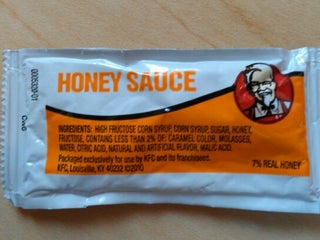 HONEY SAUCE
INGREDIENTS: HIGH FRUCTOSE CORN SYRUP, CORN SYRUP, SUGAR, HONEY,
FRUCTOSE, CONTAINS LESS THAN 2% OF: CARAMEL COLOR, MOLASSES,
WATER, CITRIC ACID, NATURAL AND ARTIFICIAL FLAVOR, MALIC ACID.
Packaged exclusively for use by KFC and its franchisees.
KFC, Louisville, KY 40232 ©2010
7% REAL HONEY